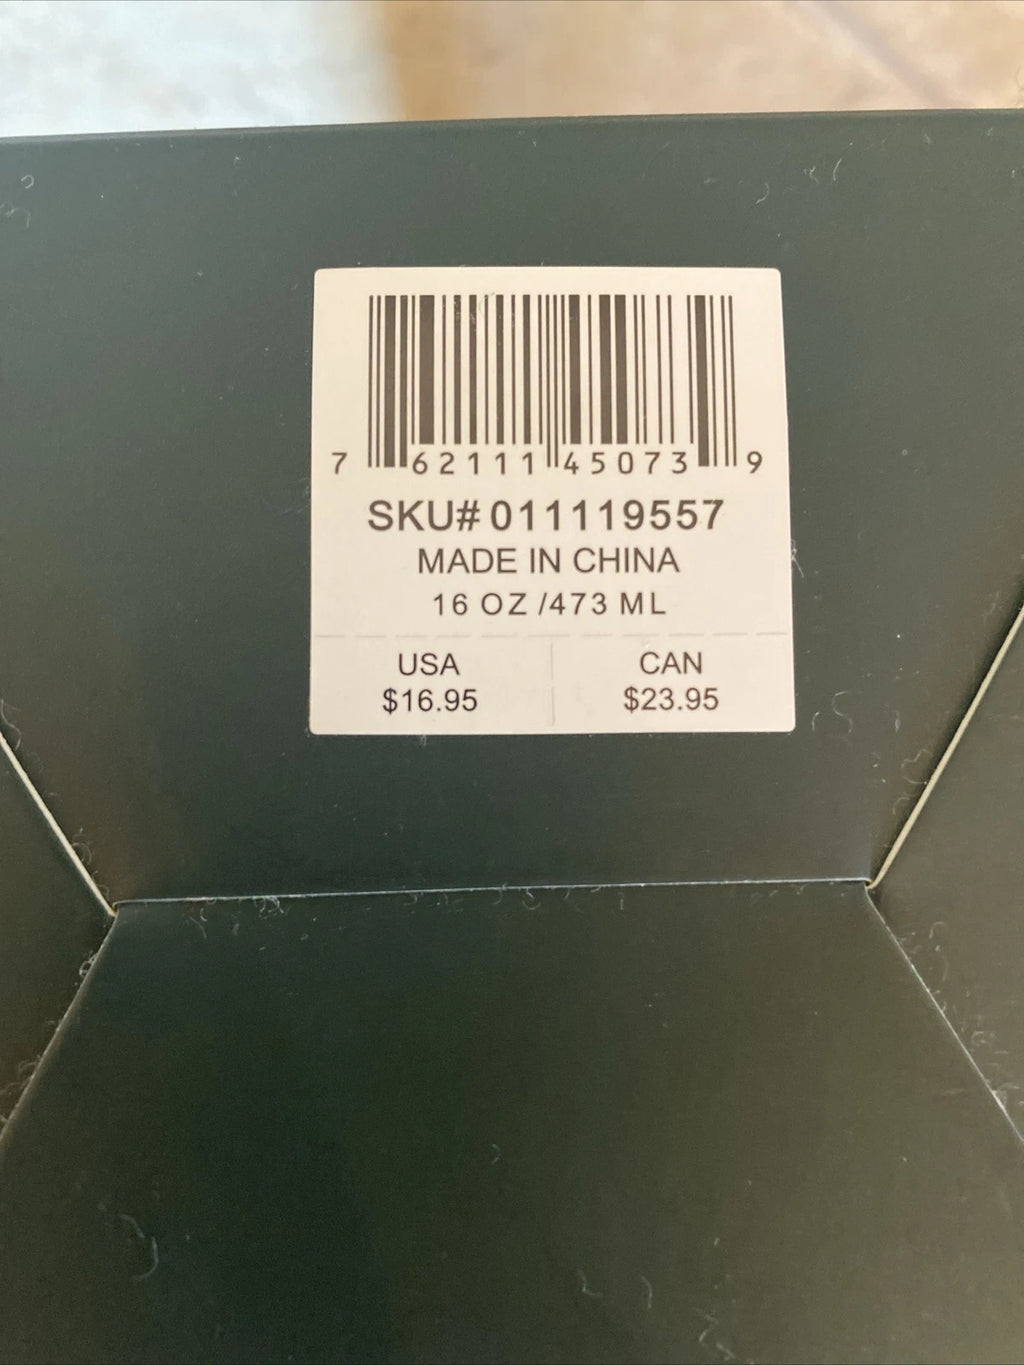 7 62111 45073 9
SKU# 011119557
MADE IN CHINA
16 OZ /473 ML
USA CAN
$16.95 $23.95